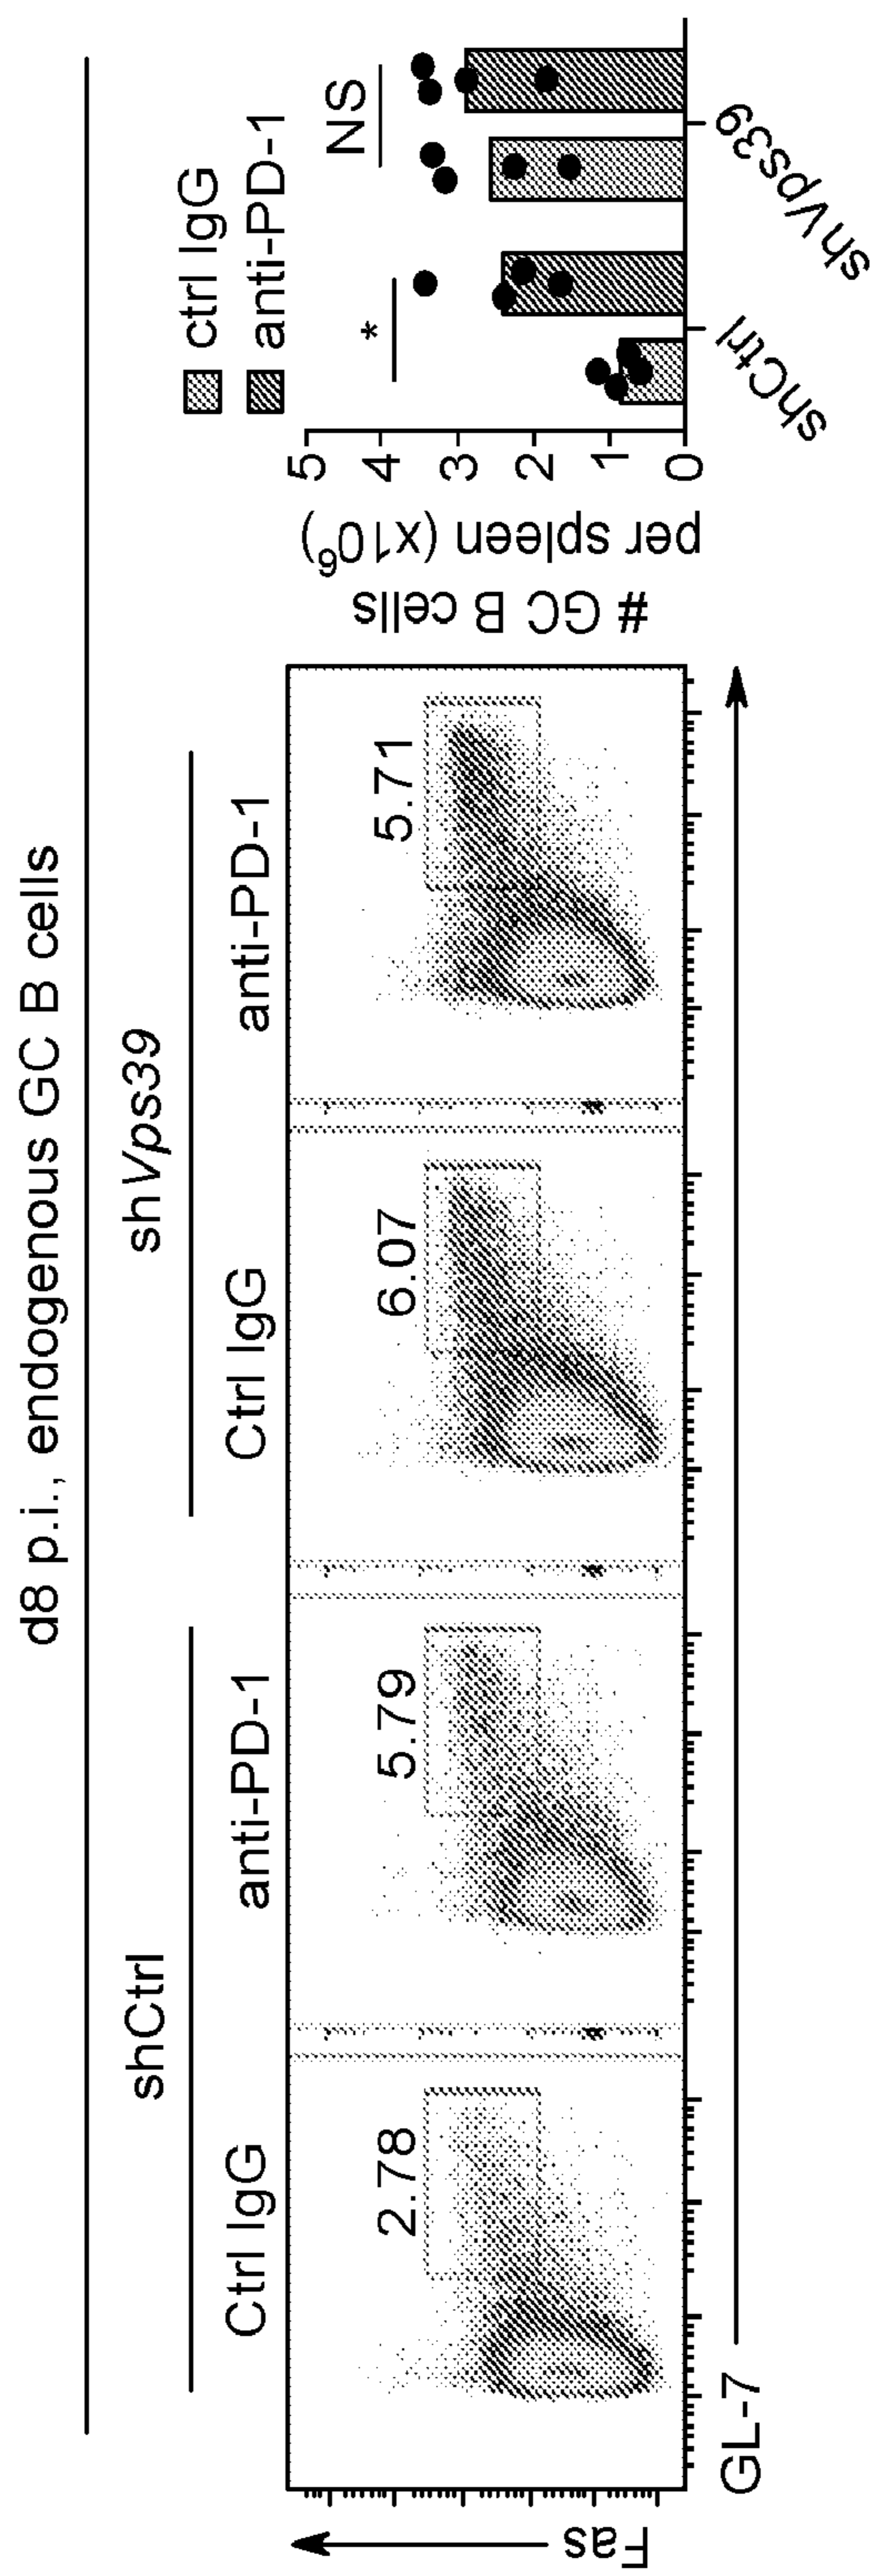 d8 p.i., endogenous GC B cells
shCtrl
shVps39
Ctrl IgG
anti-PD-1
Ctrl IgG
anti-PD-1
2.78
5.79
6.07
5.71
Fas
GL-7
ctrl IgG
anti-PD-1
# GC B cells
per spleen (x10⁶)
5
4
3
2
1
0
*
NS
shCtrl
shVps39